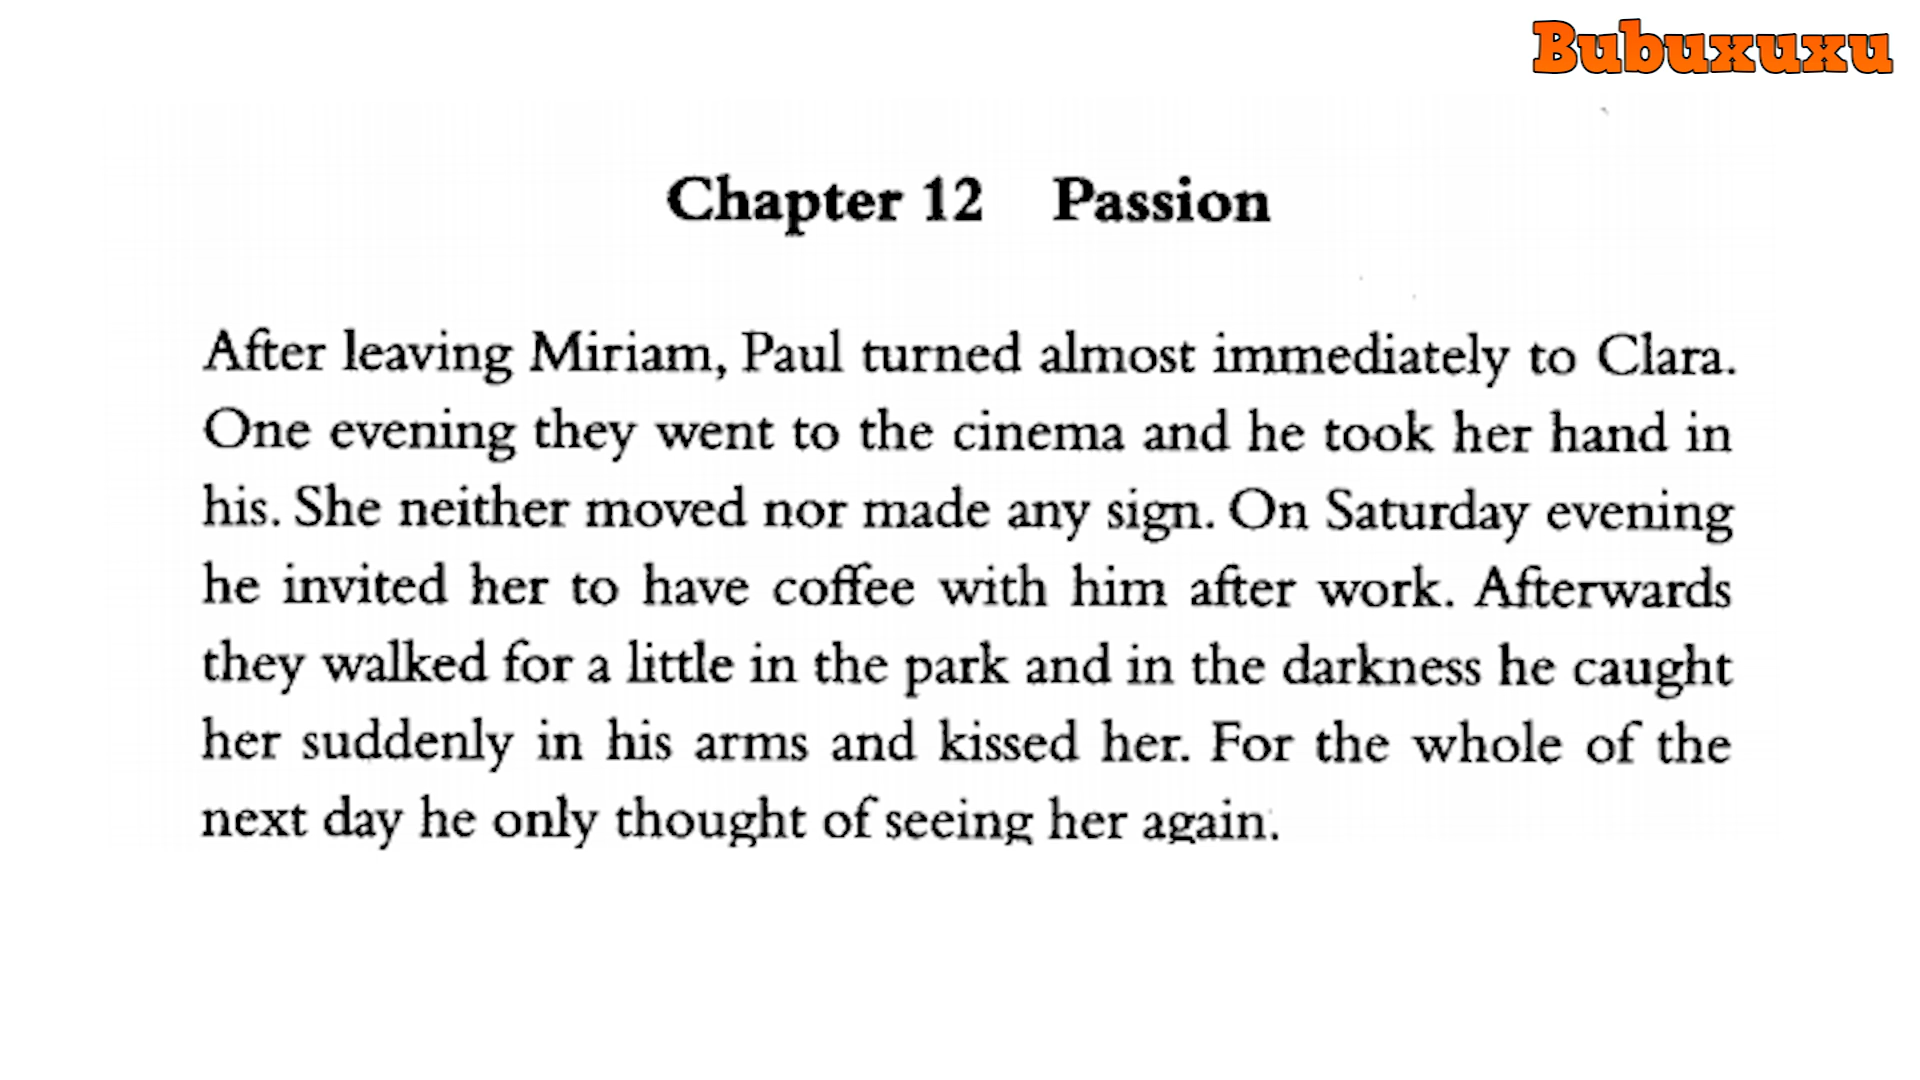 Bubuxuxu
Chapter 12 Passion
After leaving Miriam, Paul turned almost immediately to Clara.
One evening they went to the cinema and he took her hand in
his. She neither moved nor made any sign. On Saturday evening
he invited her to have coffee with him after work. Afterwards
they walked for a little in the park and in the darkness he caught
her suddenly in his arms and kissed her. For the whole of the
next day he only thought of seeing her again.